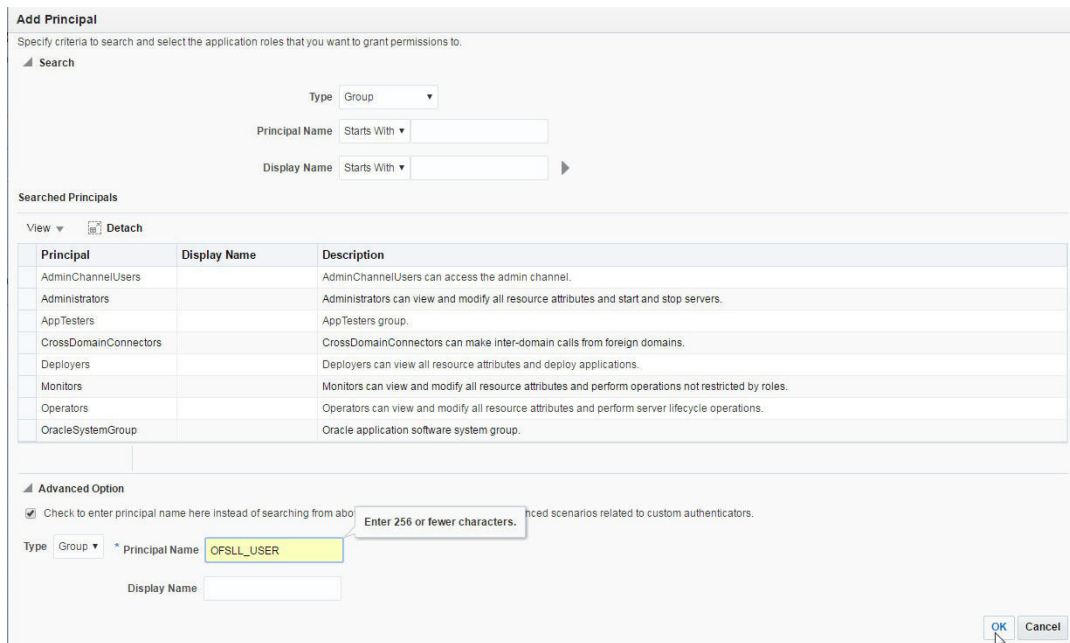 Add Principal
Specify criteria to search and select the application roles that you want to grant permissions to.
Search
Type Group
Principal Name Starts With
Display Name Starts With
Searched Principals
View Detach
Principal Display Name Description
AdminChannelUsers AdminChannelUsers can access the admin channel.
Administrators Administrators can view and modify all resource attributes and start and stop servers.
AppTesters AppTesters group.
CrossDomainConnectors CrossDomainConnectors can make inter-domain calls from foreign domains.
Deployers Deployers can view all resource attributes and deploy applications.
Monitors Monitors can view and modify all resource attributes and perform operations not restricted by roles.
Operators Operators can view and modify all resource attributes and perform server lifecycle operations.
OracleSystemGroup Oracle application software system group.
Advanced Option
Check to enter principal name here instead of searching from abo nced scenarios related to custom authenticators.
Enter 256 or fewer characters.
Type Group * Principal Name OFSLL_USER
Display Name
OK Cancel